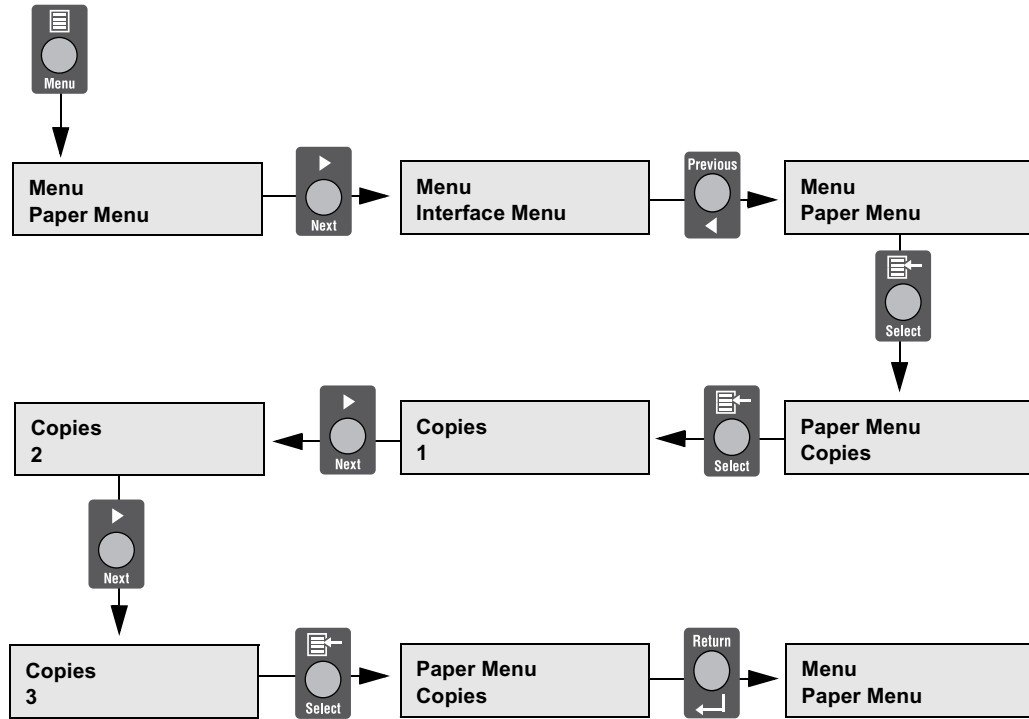 Menu
Menu
Paper Menu
Next
Menu
Interface Menu
Previous
Menu
Paper Menu
Select
Paper Menu
Copies
Select
Copies
1
Next
Copies
2
Next
Copies
3
Select
Paper Menu
Copies
Return
Menu
Paper Menu